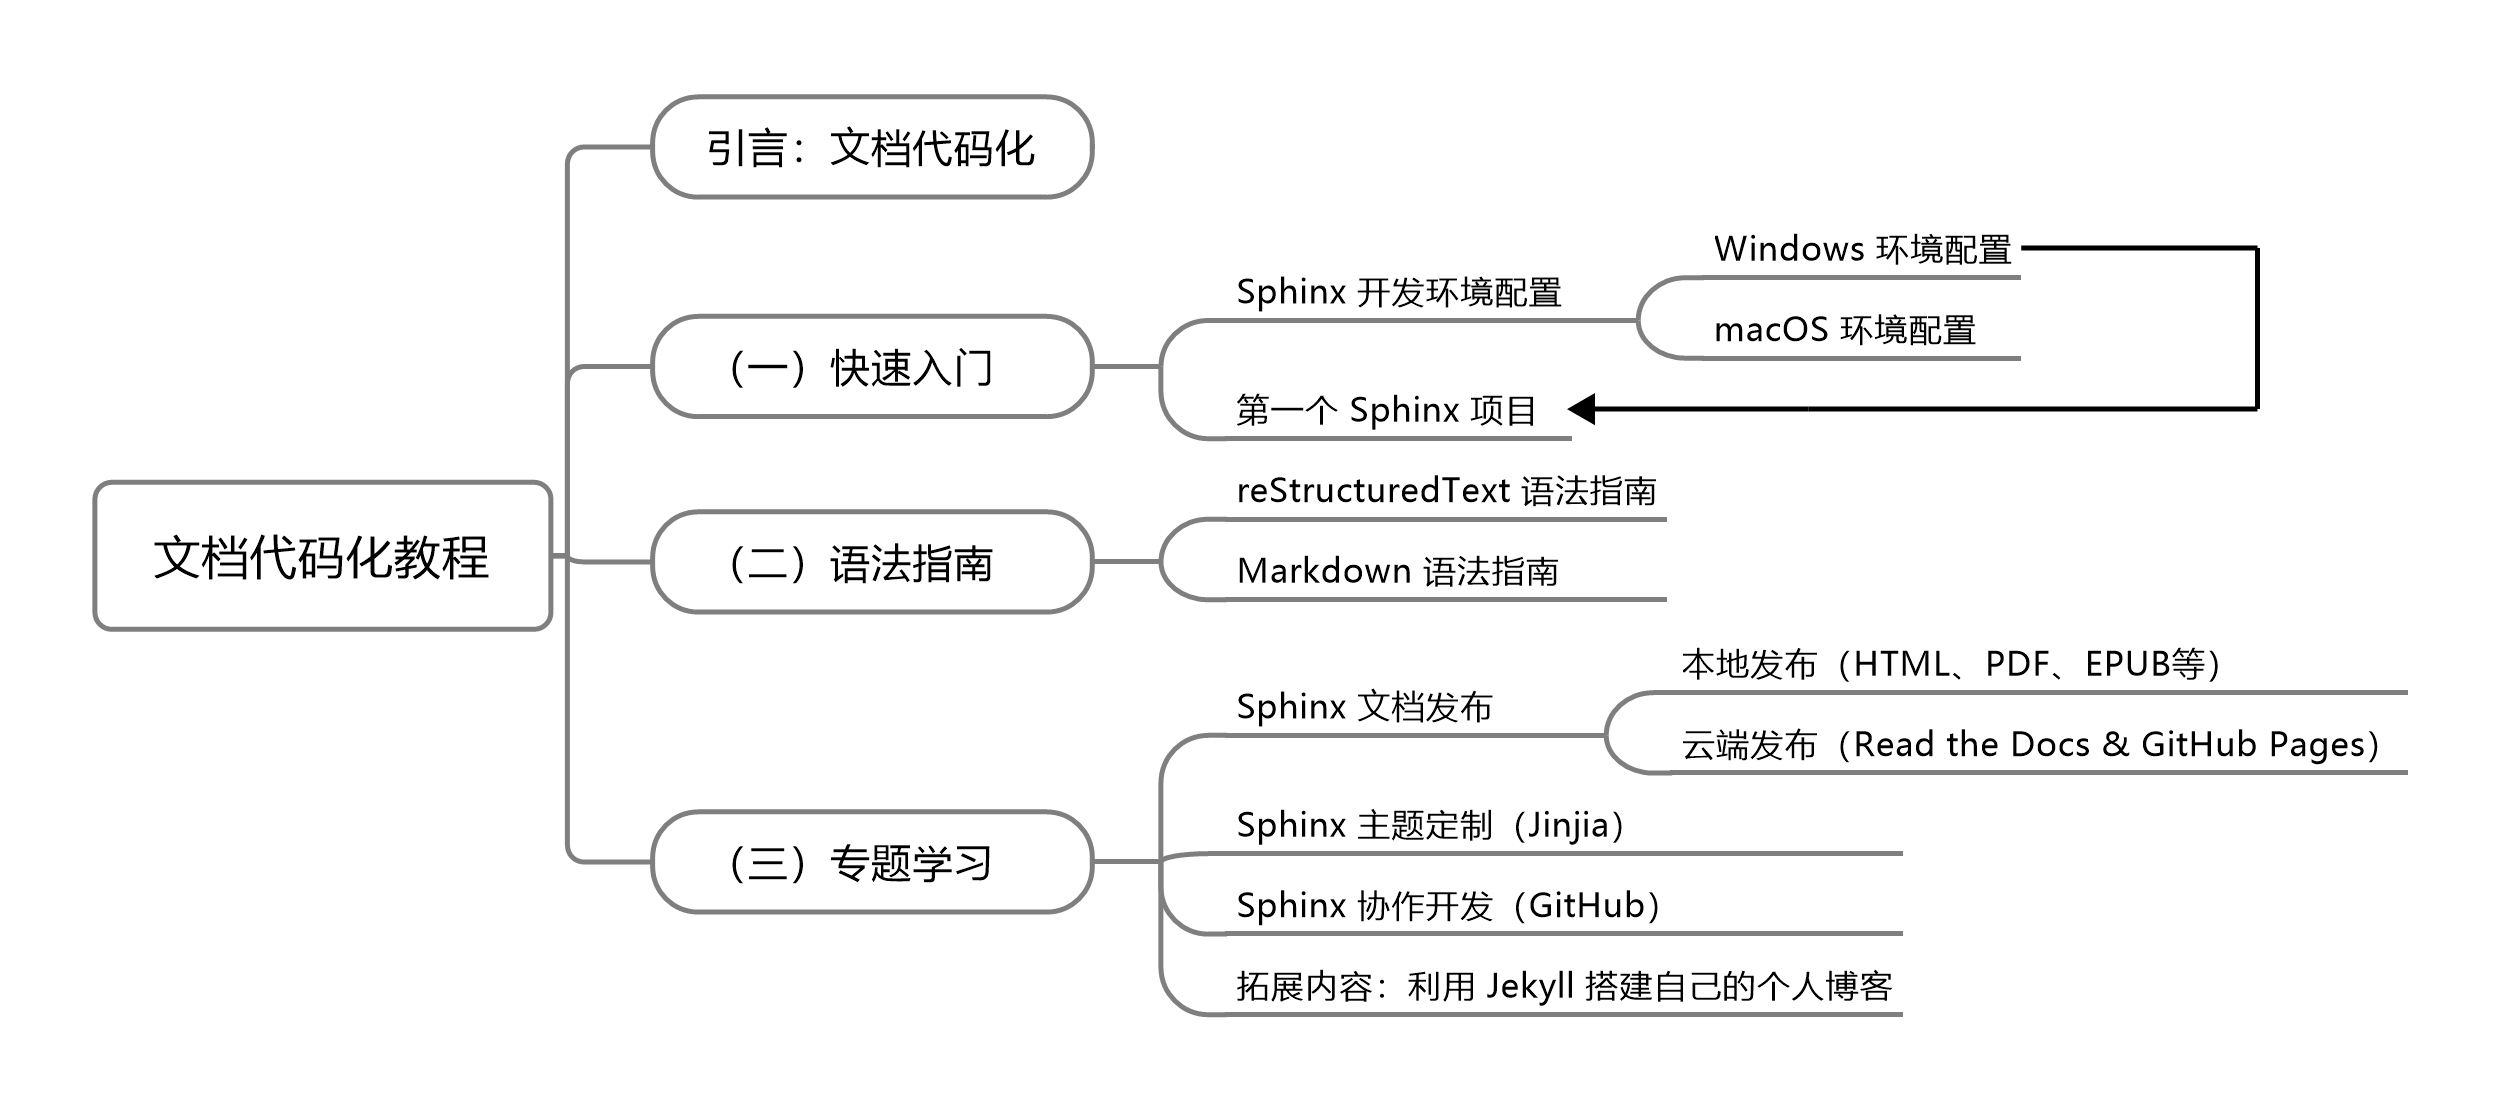 文档代码化教程
引言：文档代码化
（一）快速入门
Sphinx 开发环境配置
Windows 环境配置
macOS 环境配置
第一个 Sphinx 项目
（二）语法指南
reStructuredText 语法指南
Markdown 语法指南
（三）专题学习
Sphinx 文档发布
本地发布（HTML、PDF、EPUB等）
云端发布（Read the Docs & GitHub Pages）
Sphinx 主题定制（Jinjia）
Sphinx 协作开发（GitHub）
拓展内容：利用 Jekyll 搭建自己的个人博客